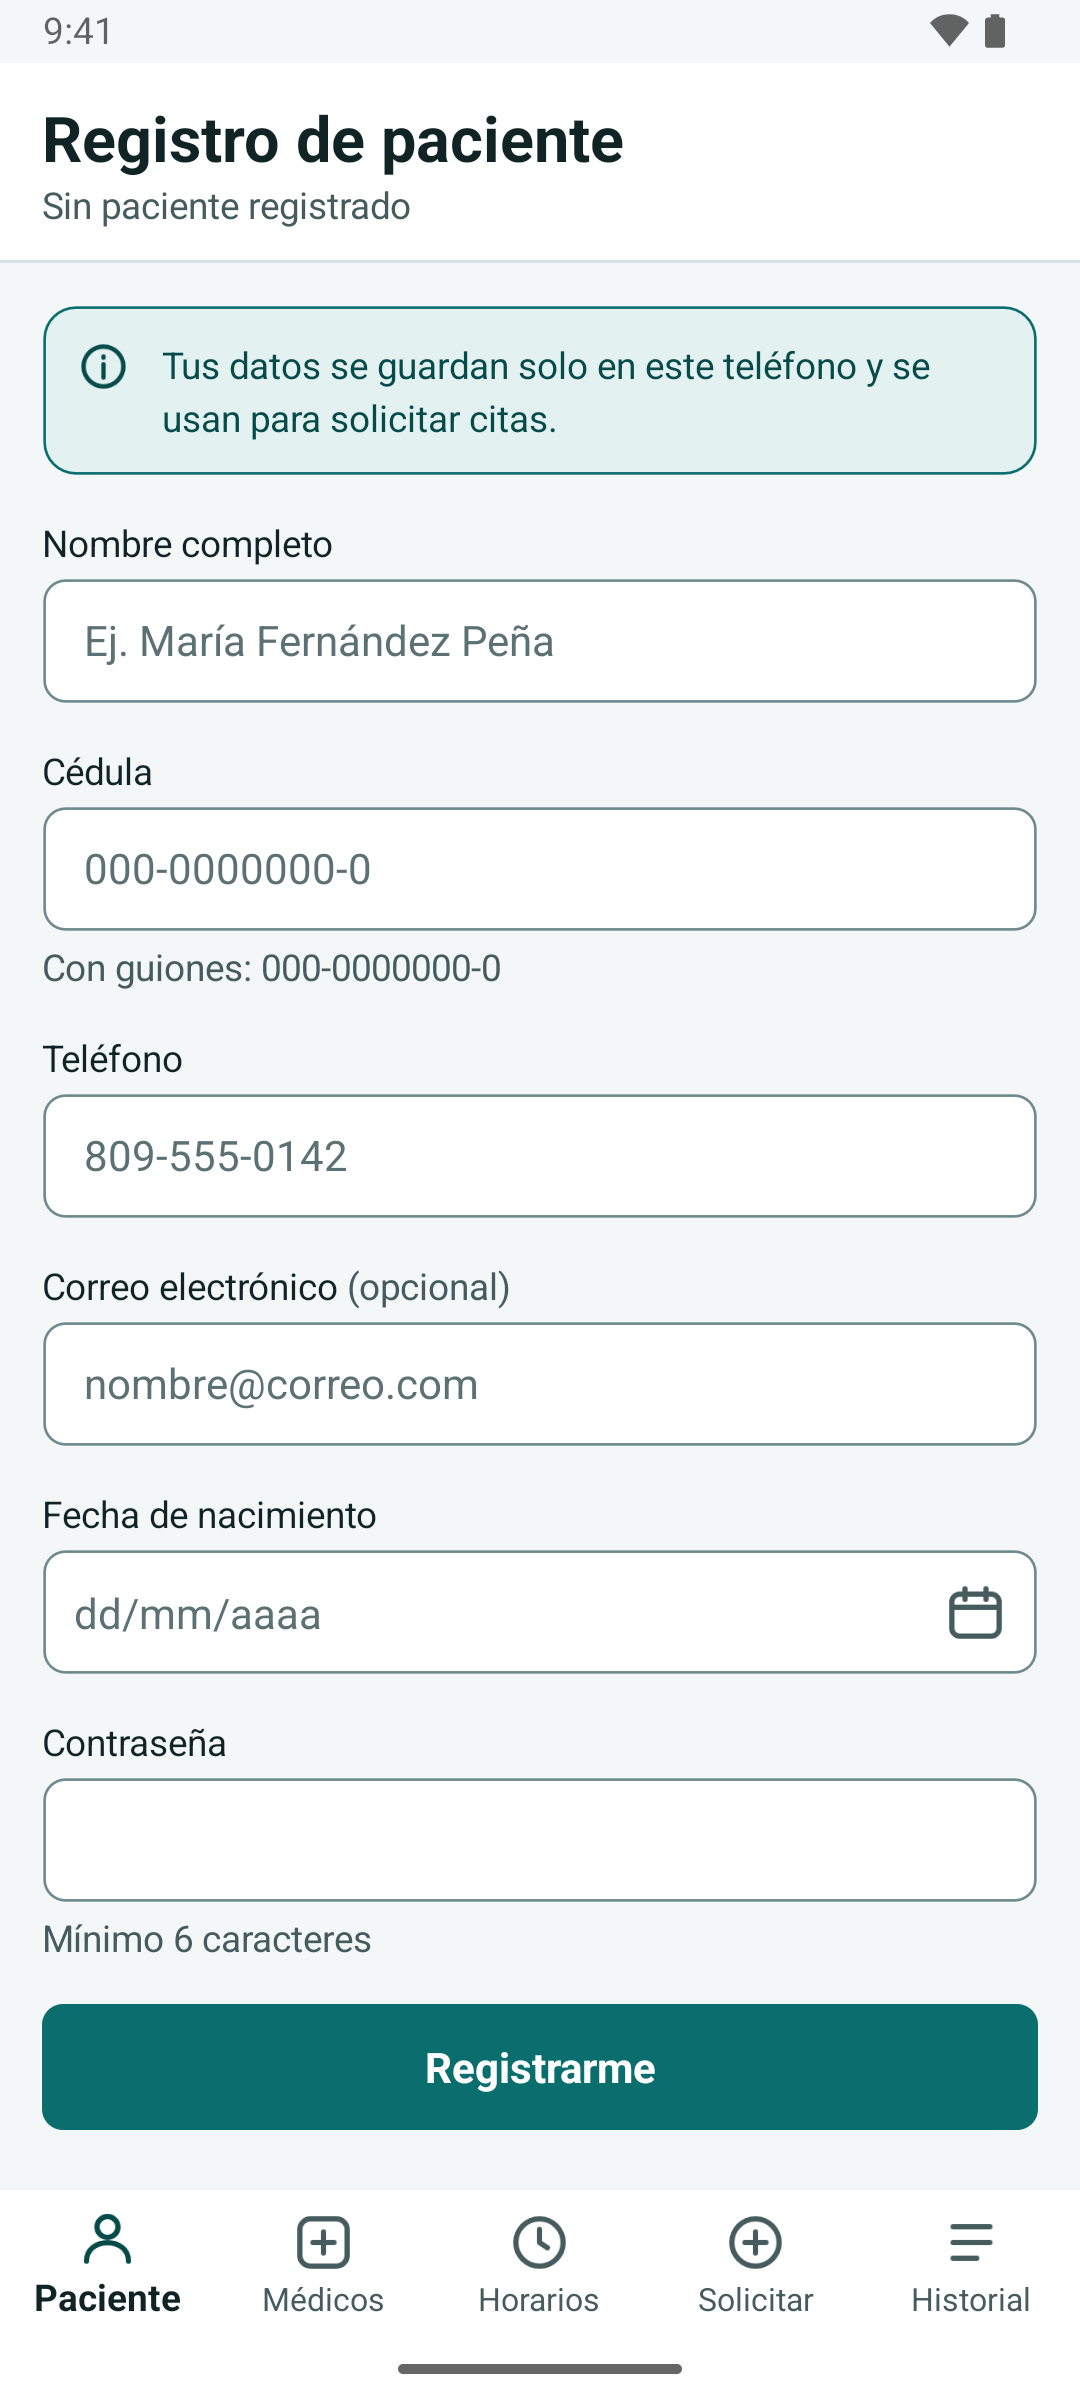 9:41
Registro de paciente
Sin paciente registrado
Tus datos se guardan solo en este teléfono y se
usan para solicitar citas.
Nombre completo
Ej. María Fernández Peña
Cédula
000-0000000-0
Con guiones: 000-0000000-0
Teléfono
809-555-0142
Correo electrónico (opcional)
nombre@correo.com
Fecha de nacimiento
dd/mm/aaaa
Contraseña
Mínimo 6 caracteres
Registrarme
Paciente
Médicos
Horarios
Solicitar
Historial